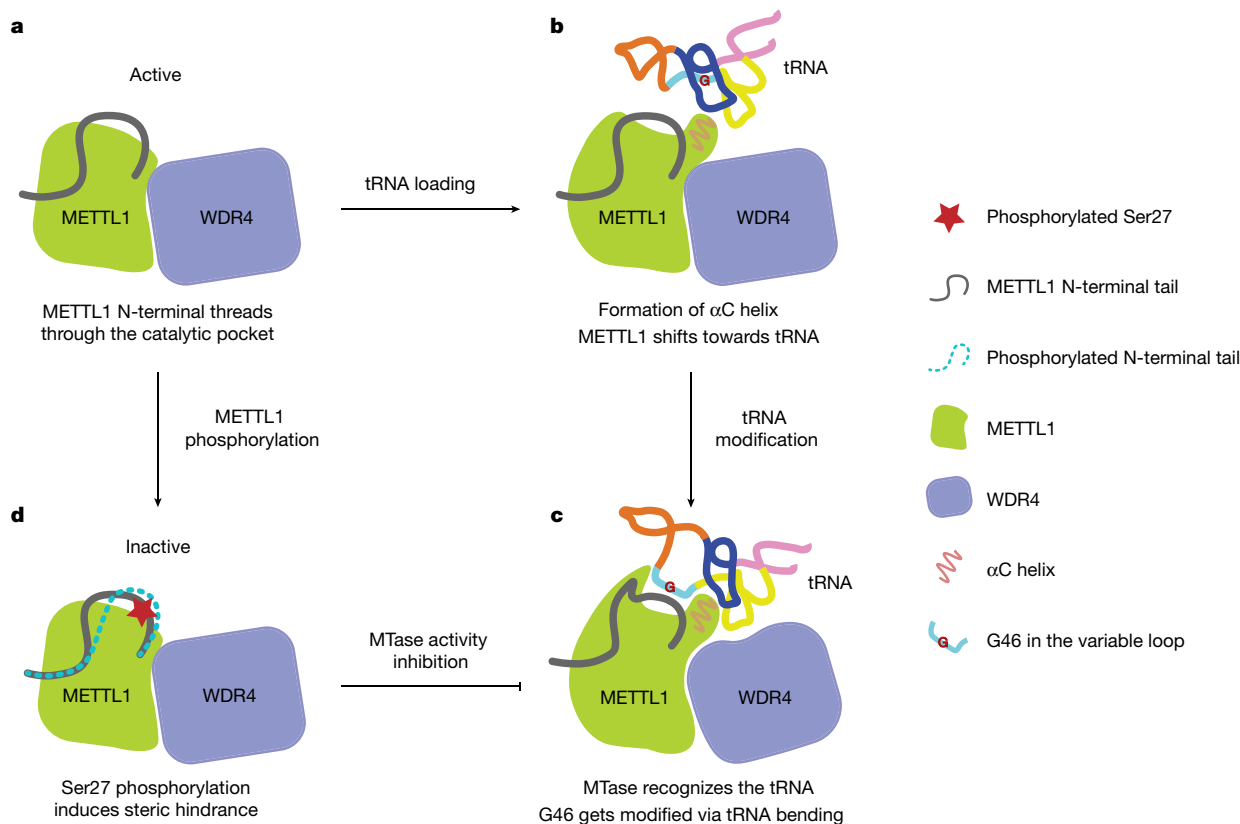 a
Active
METTL1
WDR4
METTL1 N-terminal threads
through the catalytic pocket
tRNA loading
b
tRNA
G
METTL1
WDR4
Formation of αC helix
METTL1 shifts towards tRNA
METTL1
phosphorylation
tRNA
modification
d
Inactive
METTL1
WDR4
Ser27 phosphorylation
induces steric hindrance
MTase activity
inhibition
c
tRNA
G
METTL1
WDR4
MTase recognizes the tRNA
G46 gets modified via tRNA bending
Phosphorylated Ser27
METTL1 N-terminal tail
Phosphorylated N-terminal tail
METTL1
WDR4
αC helix
G
G46 in the variable loop